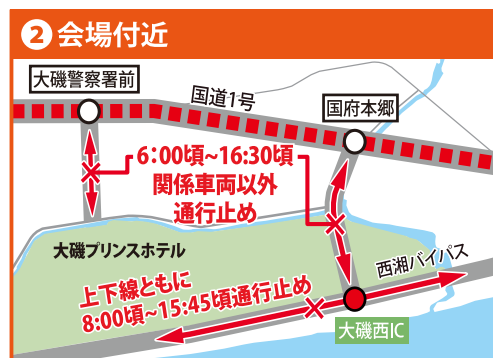 2 会場付近
大磯警察署前
国道1号
国府本郷
6:00頃~16:30頃
関係車両以外
通行止め
大磯プリンスホテル
西湘バイパス
上下線ともに
8:00頃~15:45頃通行止め
大磯西IC